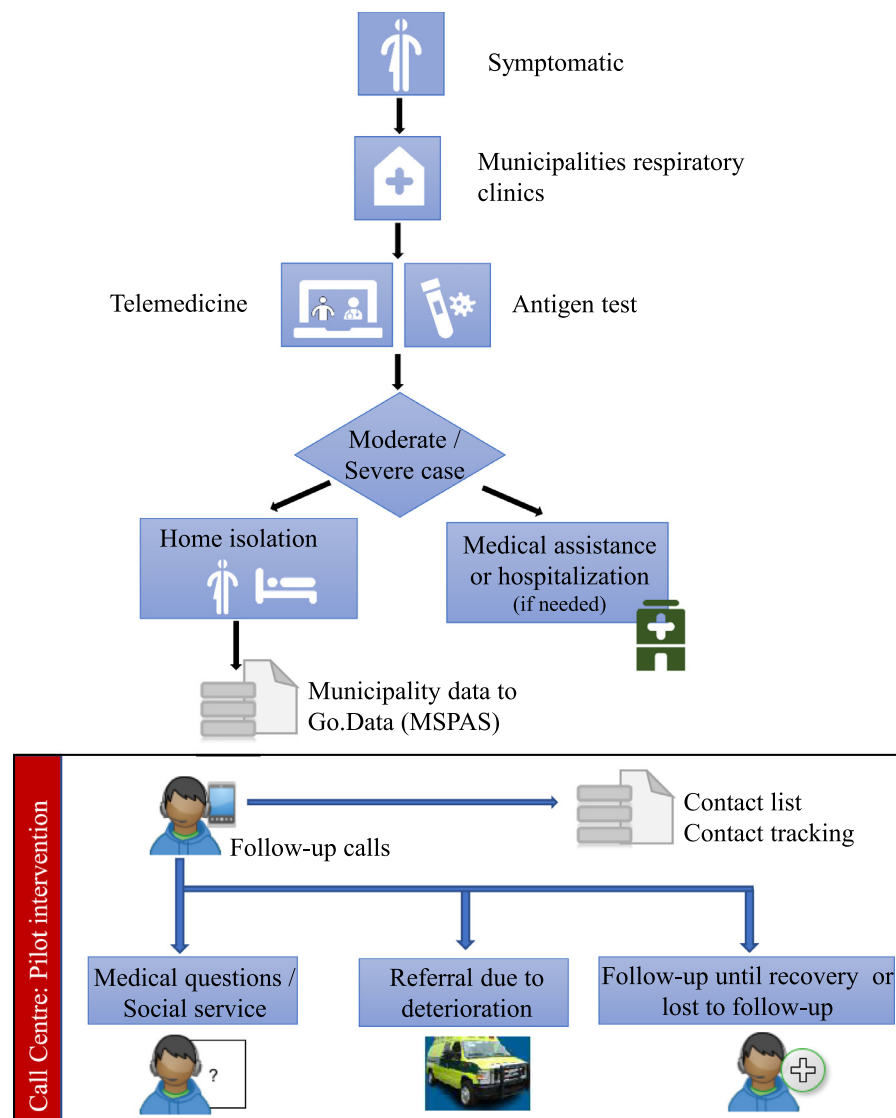 Symptomatic
Municipalities respiratory
clinics
Telemedicine
Antigen test
Moderate /
Severe case
Home isolation
Medical assistance
or hospitalization
(if needed)
Municipality data to
Go.Data (MSPAS)
Call Centre: Pilot intervention
Follow-up calls
Contact list
Contact tracking
Medical questions /
Social service
Referral due to
deterioration
Follow-up until recovery or
lost to follow-up
?